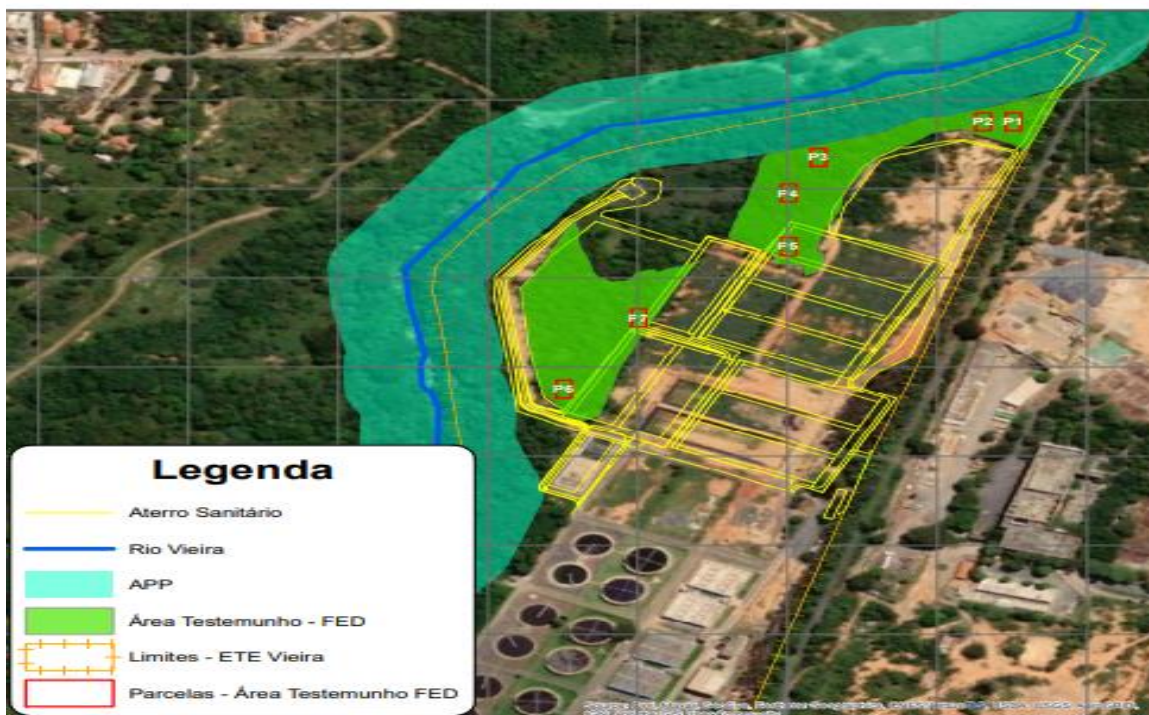 P2 P1
P3
P4
P5
P7
P6
Legenda
Aterro Sanitário
Rio Vieira
APP
Área Testemunho - FED
Limites - ETE Vieira
Parcelas - Área Testemunho FED